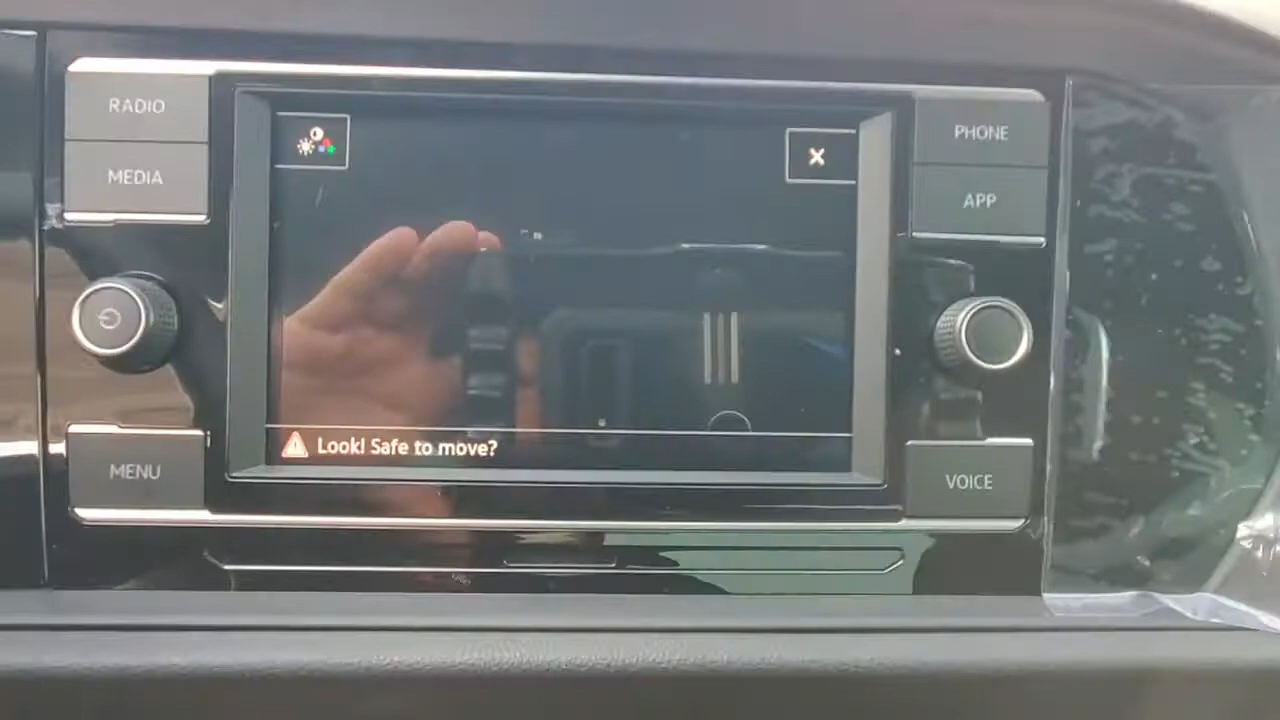 RADIO
MEDIA
MENU
PHONE
APP
VOICE
Look! Safe to move?